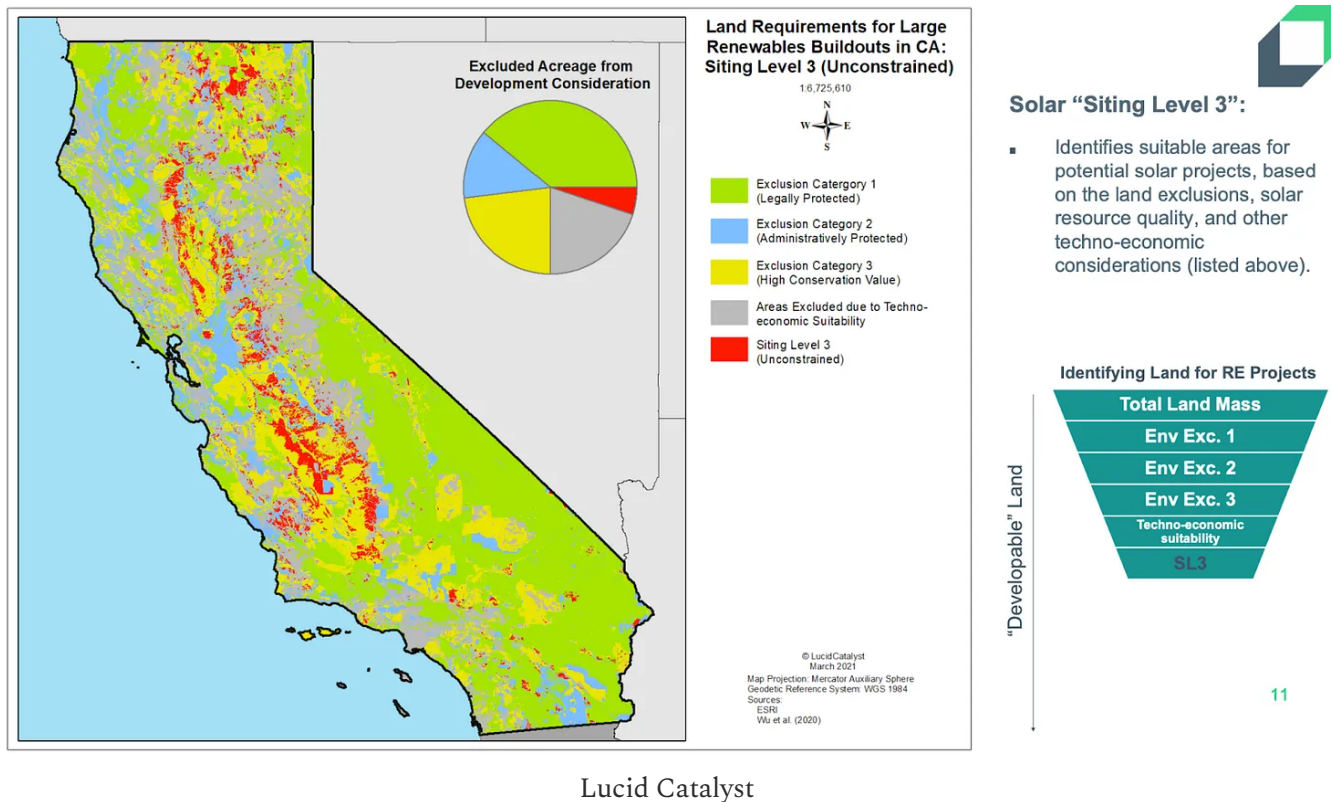 Land Requirements for Large
Renewables Buildouts in CA:
Siting Level 3 (Unconstrained)
1:6,725,610
N
W E
S
Excluded Acreage from
Development Consideration
Exclusion Catergory 1
(Legally Protected)
Exclusion Category 2
(Administratively Protected)
Exclusion Category 3
(High Conservation Value)
Areas Excluded due to Techno-
economic Suitability
Siting Level 3
(Unconstrained)
© LucidCatalyst
March 2021
Map Projection: Mercator Auxiliary Sphere
Geodetic Reference System: WGS 1984
Sources:
ESRI
Wu et al. (2020)
Solar “Siting Level 3”:
▪ Identifies suitable areas for
potential solar projects, based
on the land exclusions, solar
resource quality, and other
techno-economic
considerations (listed above).
Identifying Land for RE Projects
Total Land Mass
Env Exc. 1
Env Exc. 2
Env Exc. 3
Techno-economic
suitability
SL3
“Developable” Land
11
Lucid Catalyst